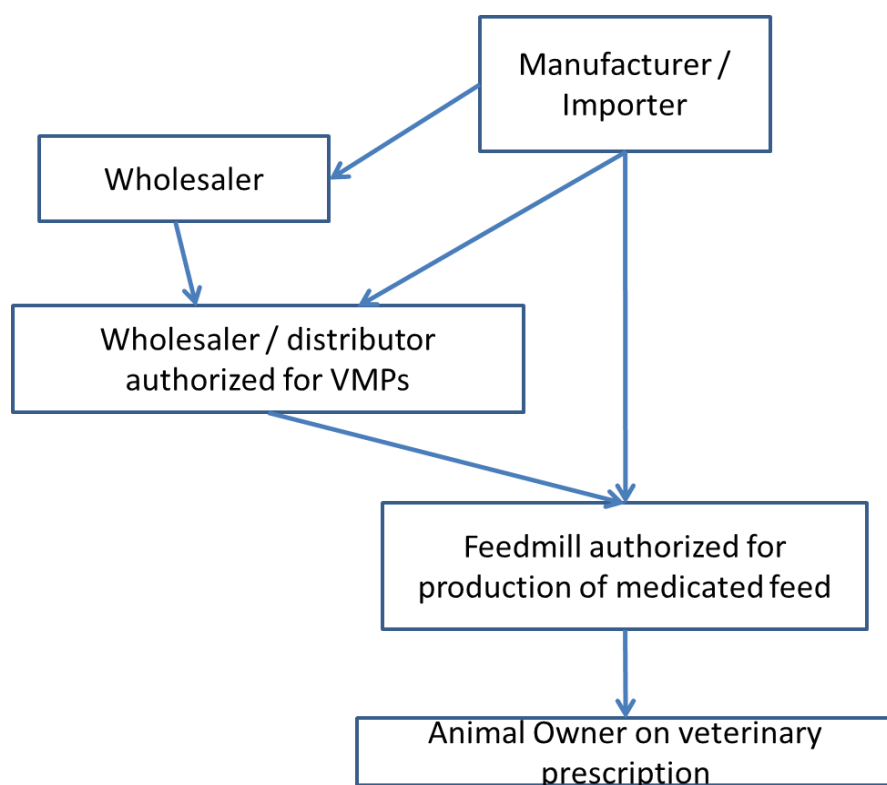 Manufacturer /
Importer
Wholesaler
Wholesaler / distributor
authorized for VMPs
Feedmill authorized for
production of medicated feed
Animal Owner on veterinary
prescription